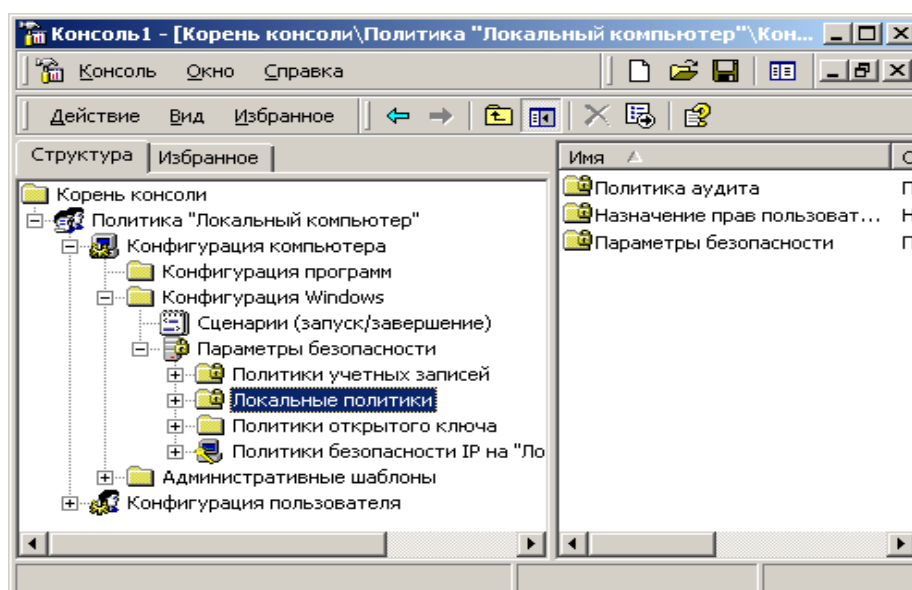 Консоль1 - [Корень консоли\Политика "Локальный компьютер"\Кон...
Консоль Окно Справка
Действие Вид Избранное
Структура Избранное
Корень консоли
Политика "Локальный компьютер"
Конфигурация компьютера
Конфигурация программ
Конфигурация Windows
Сценарии (запуск/завершение)
Параметры безопасности
Политики учетных записей
Локальные политики
Политики открытого ключа
Политики безопасности IP на "Ло
Административные шаблоны
Конфигурация пользователя
Имя
Политика аудита
Назначение прав пользоват...
Параметры безопасности